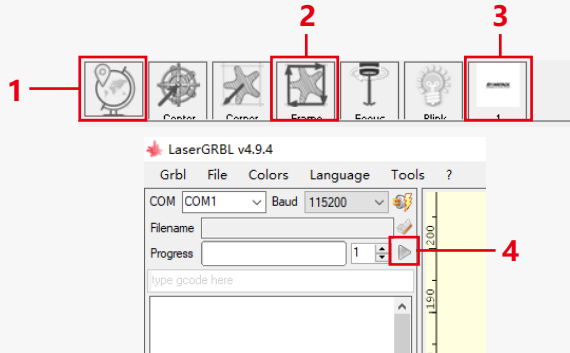 2
3
1
Center
Corner
Frame
Focus
Blink
1
LaserGRBL v4.9.4
Grbl File Colors Language Tools ?
COM COM1 Baud 115200
Filename
200
Progress 1
4
type gcode here
190